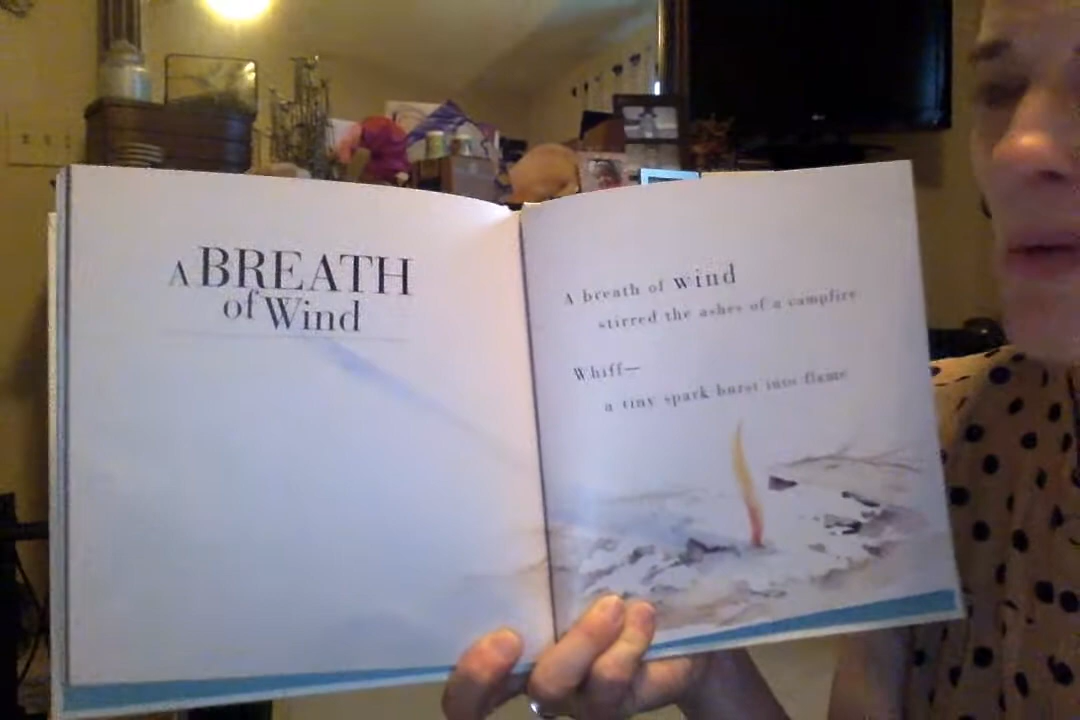 A BREATH
of Wind
A breath of wind
stirred the ashes of a campfire
Whiff—
a tiny spark burst into flame